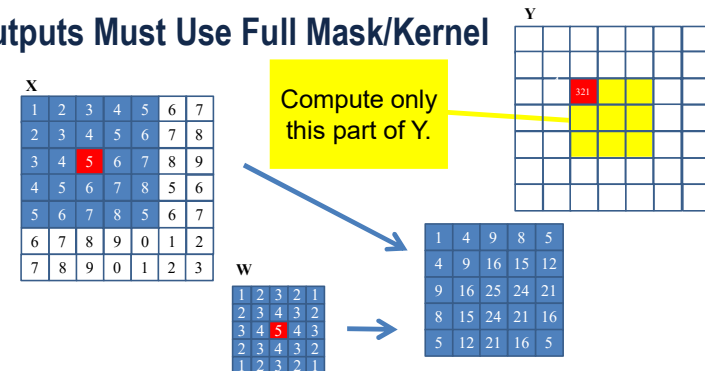 utputs Must Use Full Mask/Kernel
Y
X
Compute only
this part of Y.
321
1 2 3 4 5 6 7
2 3 4 5 6 7 8
3 4 5 6 7 8 9
4 5 6 7 8 5 6
5 6 7 8 5 6 7
6 7 8 9 0 1 2
7 8 9 0 1 2 3
W
1 2 3 2 1
2 3 4 3 2
3 4 5 4 3
2 3 4 3 2
1 2 3 2 1
1 4 9 8 5
4 9 16 15 12
9 16 25 24 21
8 15 24 21 16
5 12 21 16 5